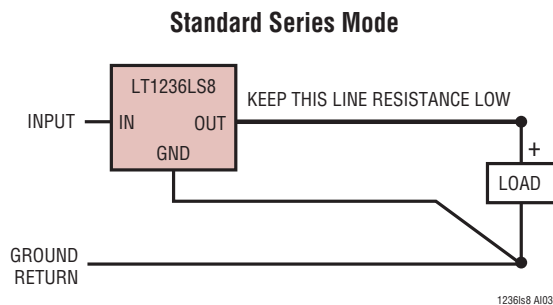 Standard Series Mode
LT1236LS8
KEEP THIS LINE RESISTANCE LOW
INPUT
IN
OUT
GND
+
LOAD
GROUND
RETURN
1236ls8 AI03